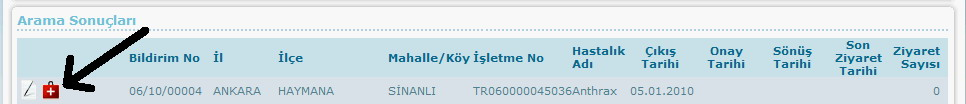 Arama Sonuçları
Bildirim No İl İlçe Mahalle/Köy İşletme No Hastalık Adı Çıkış Tarihi Onay Tarihi Sönüş Tarihi Son Ziyaret Tarihi Ziyaret Sayısı
06/10/00004 ANKARA HAYMANA SİNANLI TR060000045036 Anthrax 05.01.2010 0